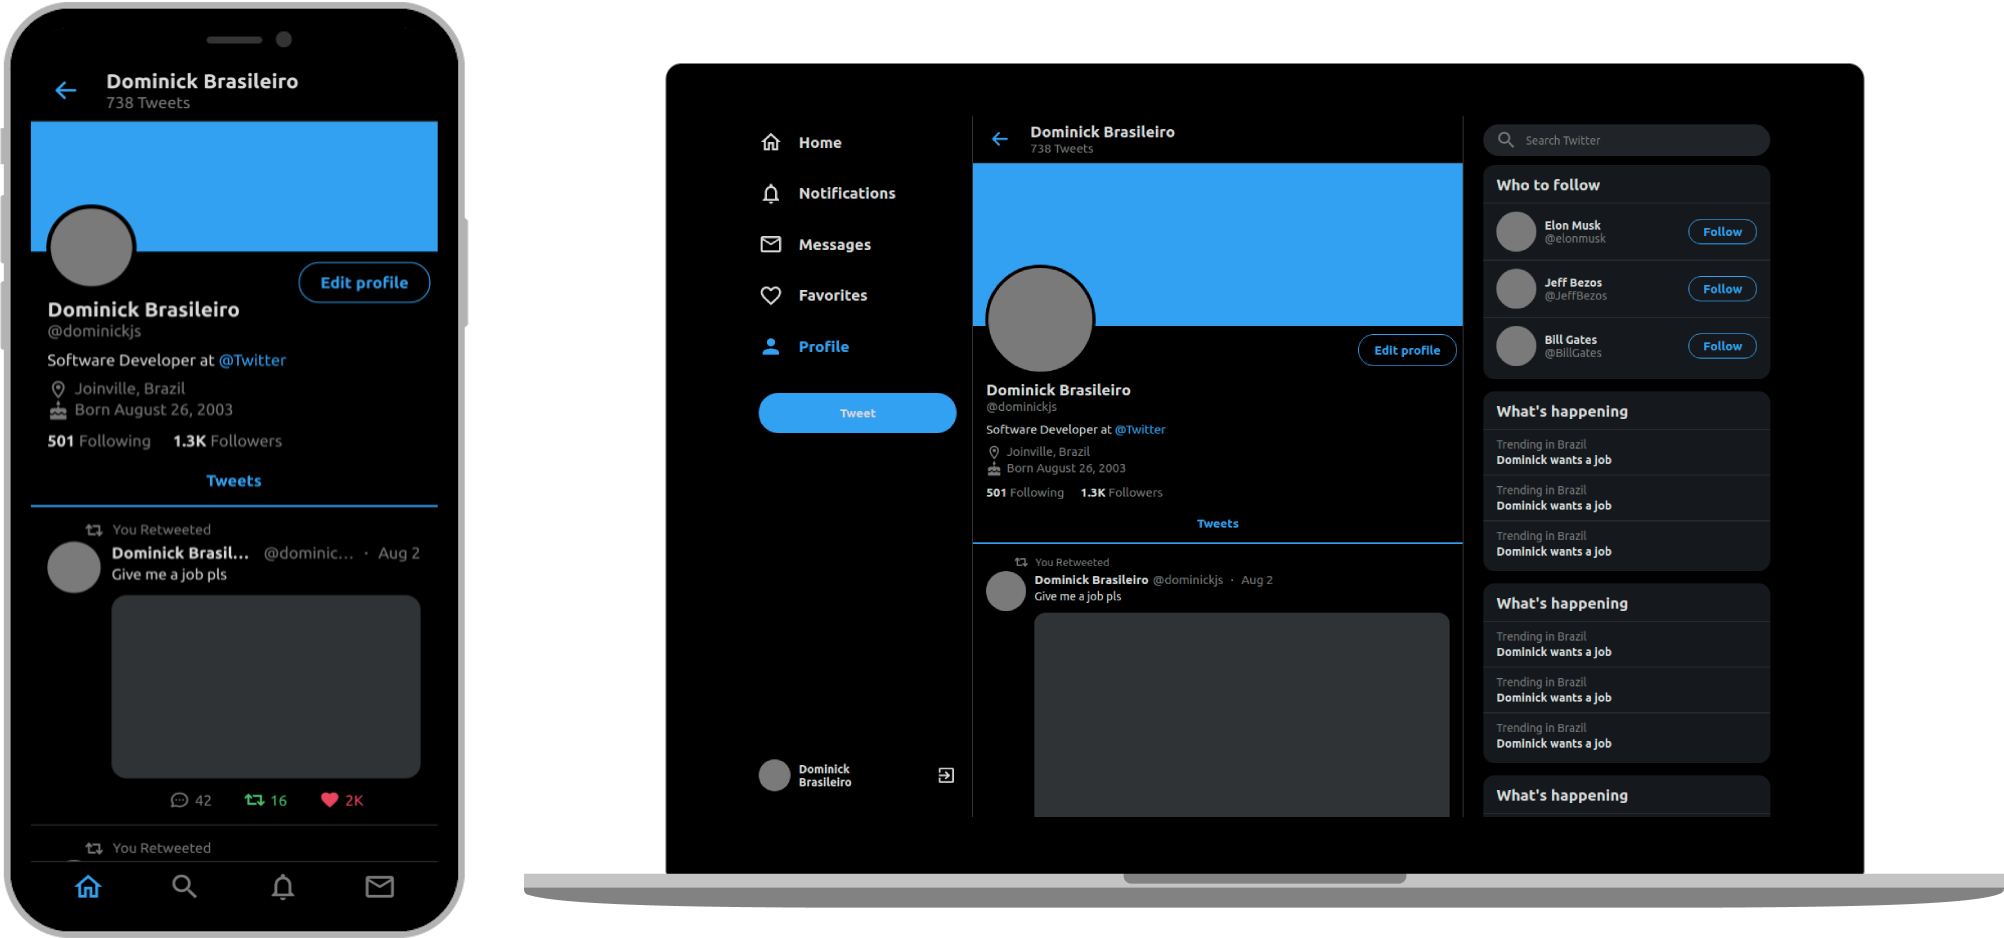 Dominick Brasileiro
738 Tweets
Edit profile
Dominick Brasileiro
@dominickjs
Software Developer at @Twitter
Joinville, Brazil
Born August 26, 2003
501 Following 1.3K Followers
Tweets
You Retweeted
Dominick Brasil... @dominic... · Aug 2
Give me a job pls
42 16 2K
You Retweeted
Home
Notifications
Messages
Favorites
Profile
Tweet
Dominick
Brasileiro
Dominick Brasileiro
738 Tweets
Edit profile
Dominick Brasileiro
@dominickjs
Software Developer at @Twitter
Joinville, Brazil
Born August 26, 2003
501 Following 1.3K Followers
Tweets
You Retweeted
Dominick Brasileiro @dominickjs · Aug 2
Give me a job pls
Search Twitter
Who to follow
Elon Musk
@elonmusk
Follow
Jeff Bezos
@JeffBezos
Follow
Bill Gates
@BillGates
Follow
What's happening
Trending in Brazil
Dominick wants a job
Trending in Brazil
Dominick wants a job
Trending in Brazil
Dominick wants a job
What's happening
Trending in Brazil
Dominick wants a job
Trending in Brazil
Dominick wants a job
Trending in Brazil
Dominick wants a job
What's happening